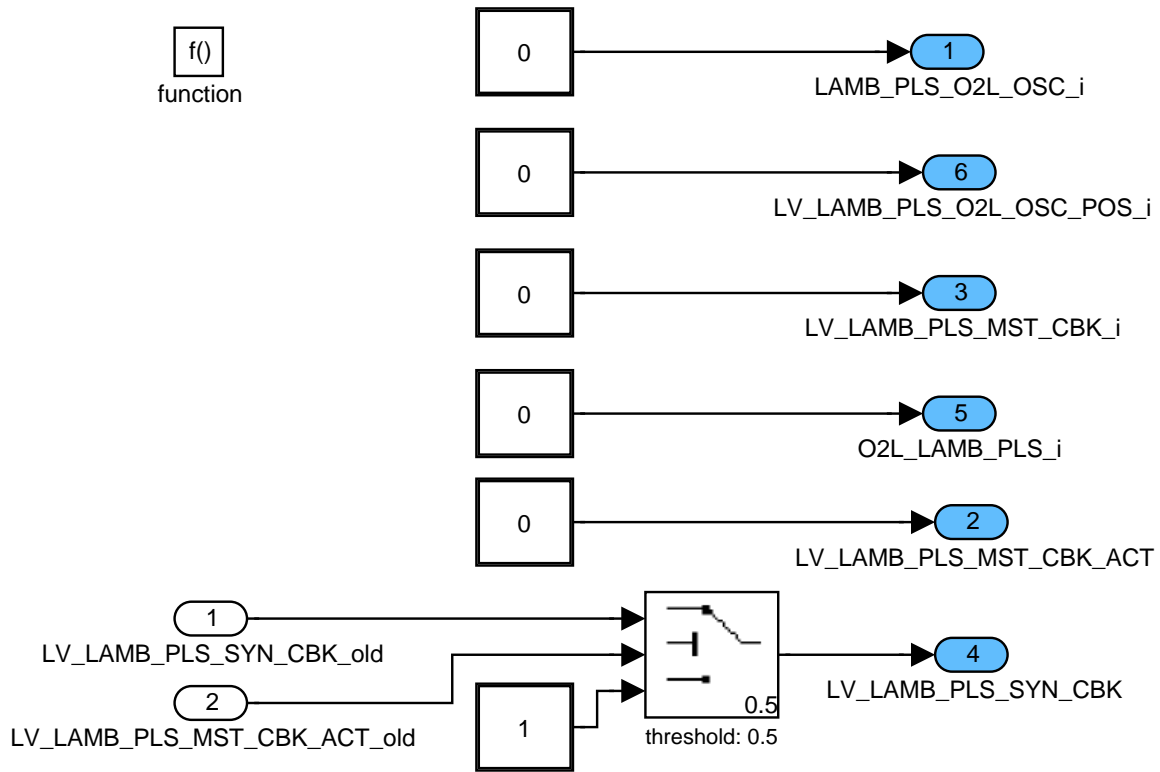 f()
function
0
1
LAMB_PLS_O2L_OSC_i
0
6
LV_LAMB_PLS_O2L_OSC_POS_i
0
3
LV_LAMB_PLS_MST_CBK_i
0
5
O2L_LAMB_PLS_i
0
2
LV_LAMB_PLS_MST_CBK_ACT
1
LV_LAMB_PLS_SYN_CBK_old
2
LV_LAMB_PLS_MST_CBK_ACT_old
1
0.5
threshold: 0.5
4
LV_LAMB_PLS_SYN_CBK